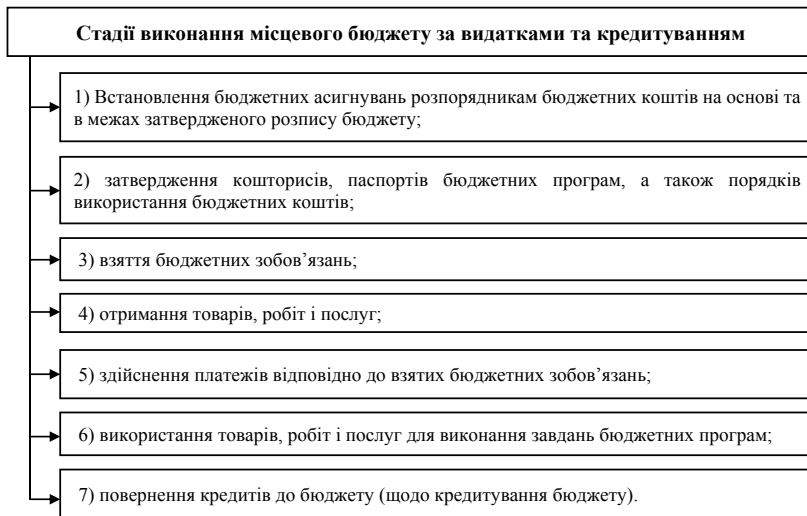 Стадії виконання місцевого бюджету за видатками та кредитуванням
1) Встановлення бюджетних асигнувань розпорядникам бюджетних коштів на основі та
в межах затвердженого розпису бюджету;
2) затвердження кошторисів, паспортів бюджетних програм, а також порядків
використання бюджетних коштів;
3) взяття бюджетних зобов’язань;
4) отримання товарів, робіт і послуг;
5) здійснення платежів відповідно до взятих бюджетних зобов’язань;
6) використання товарів, робіт і послуг для виконання завдань бюджетних програм;
7) повернення кредитів до бюджету (щодо кредитування бюджету).